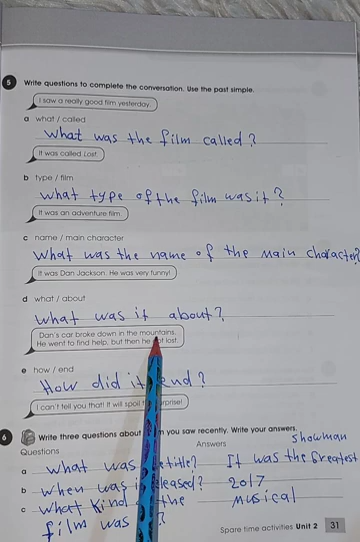 5 Write questions to complete the conversation. Use the past simple.
I saw a really good film yesterday.
a what / called
what was the film called?
It was called Lost.
b type / film
what type of the film was it?
It was an adventure film.
c name / main character
what was the name of the main character?
It was Dan Jackson. He was very funny!
d what / about
what was it about?
Dan's car broke down in the mountains.
He went to find help, but then he got lost.
e how / end
How did it end?
I can't tell you that! It will spoil the surprise!
6 Write three questions about film you saw recently. Write your answers.
Questions Answers showman
a what was title? It was the Greatest
b when was released? 2017
c what kind the musical
film was ?
Spare time activities Unit 2 31